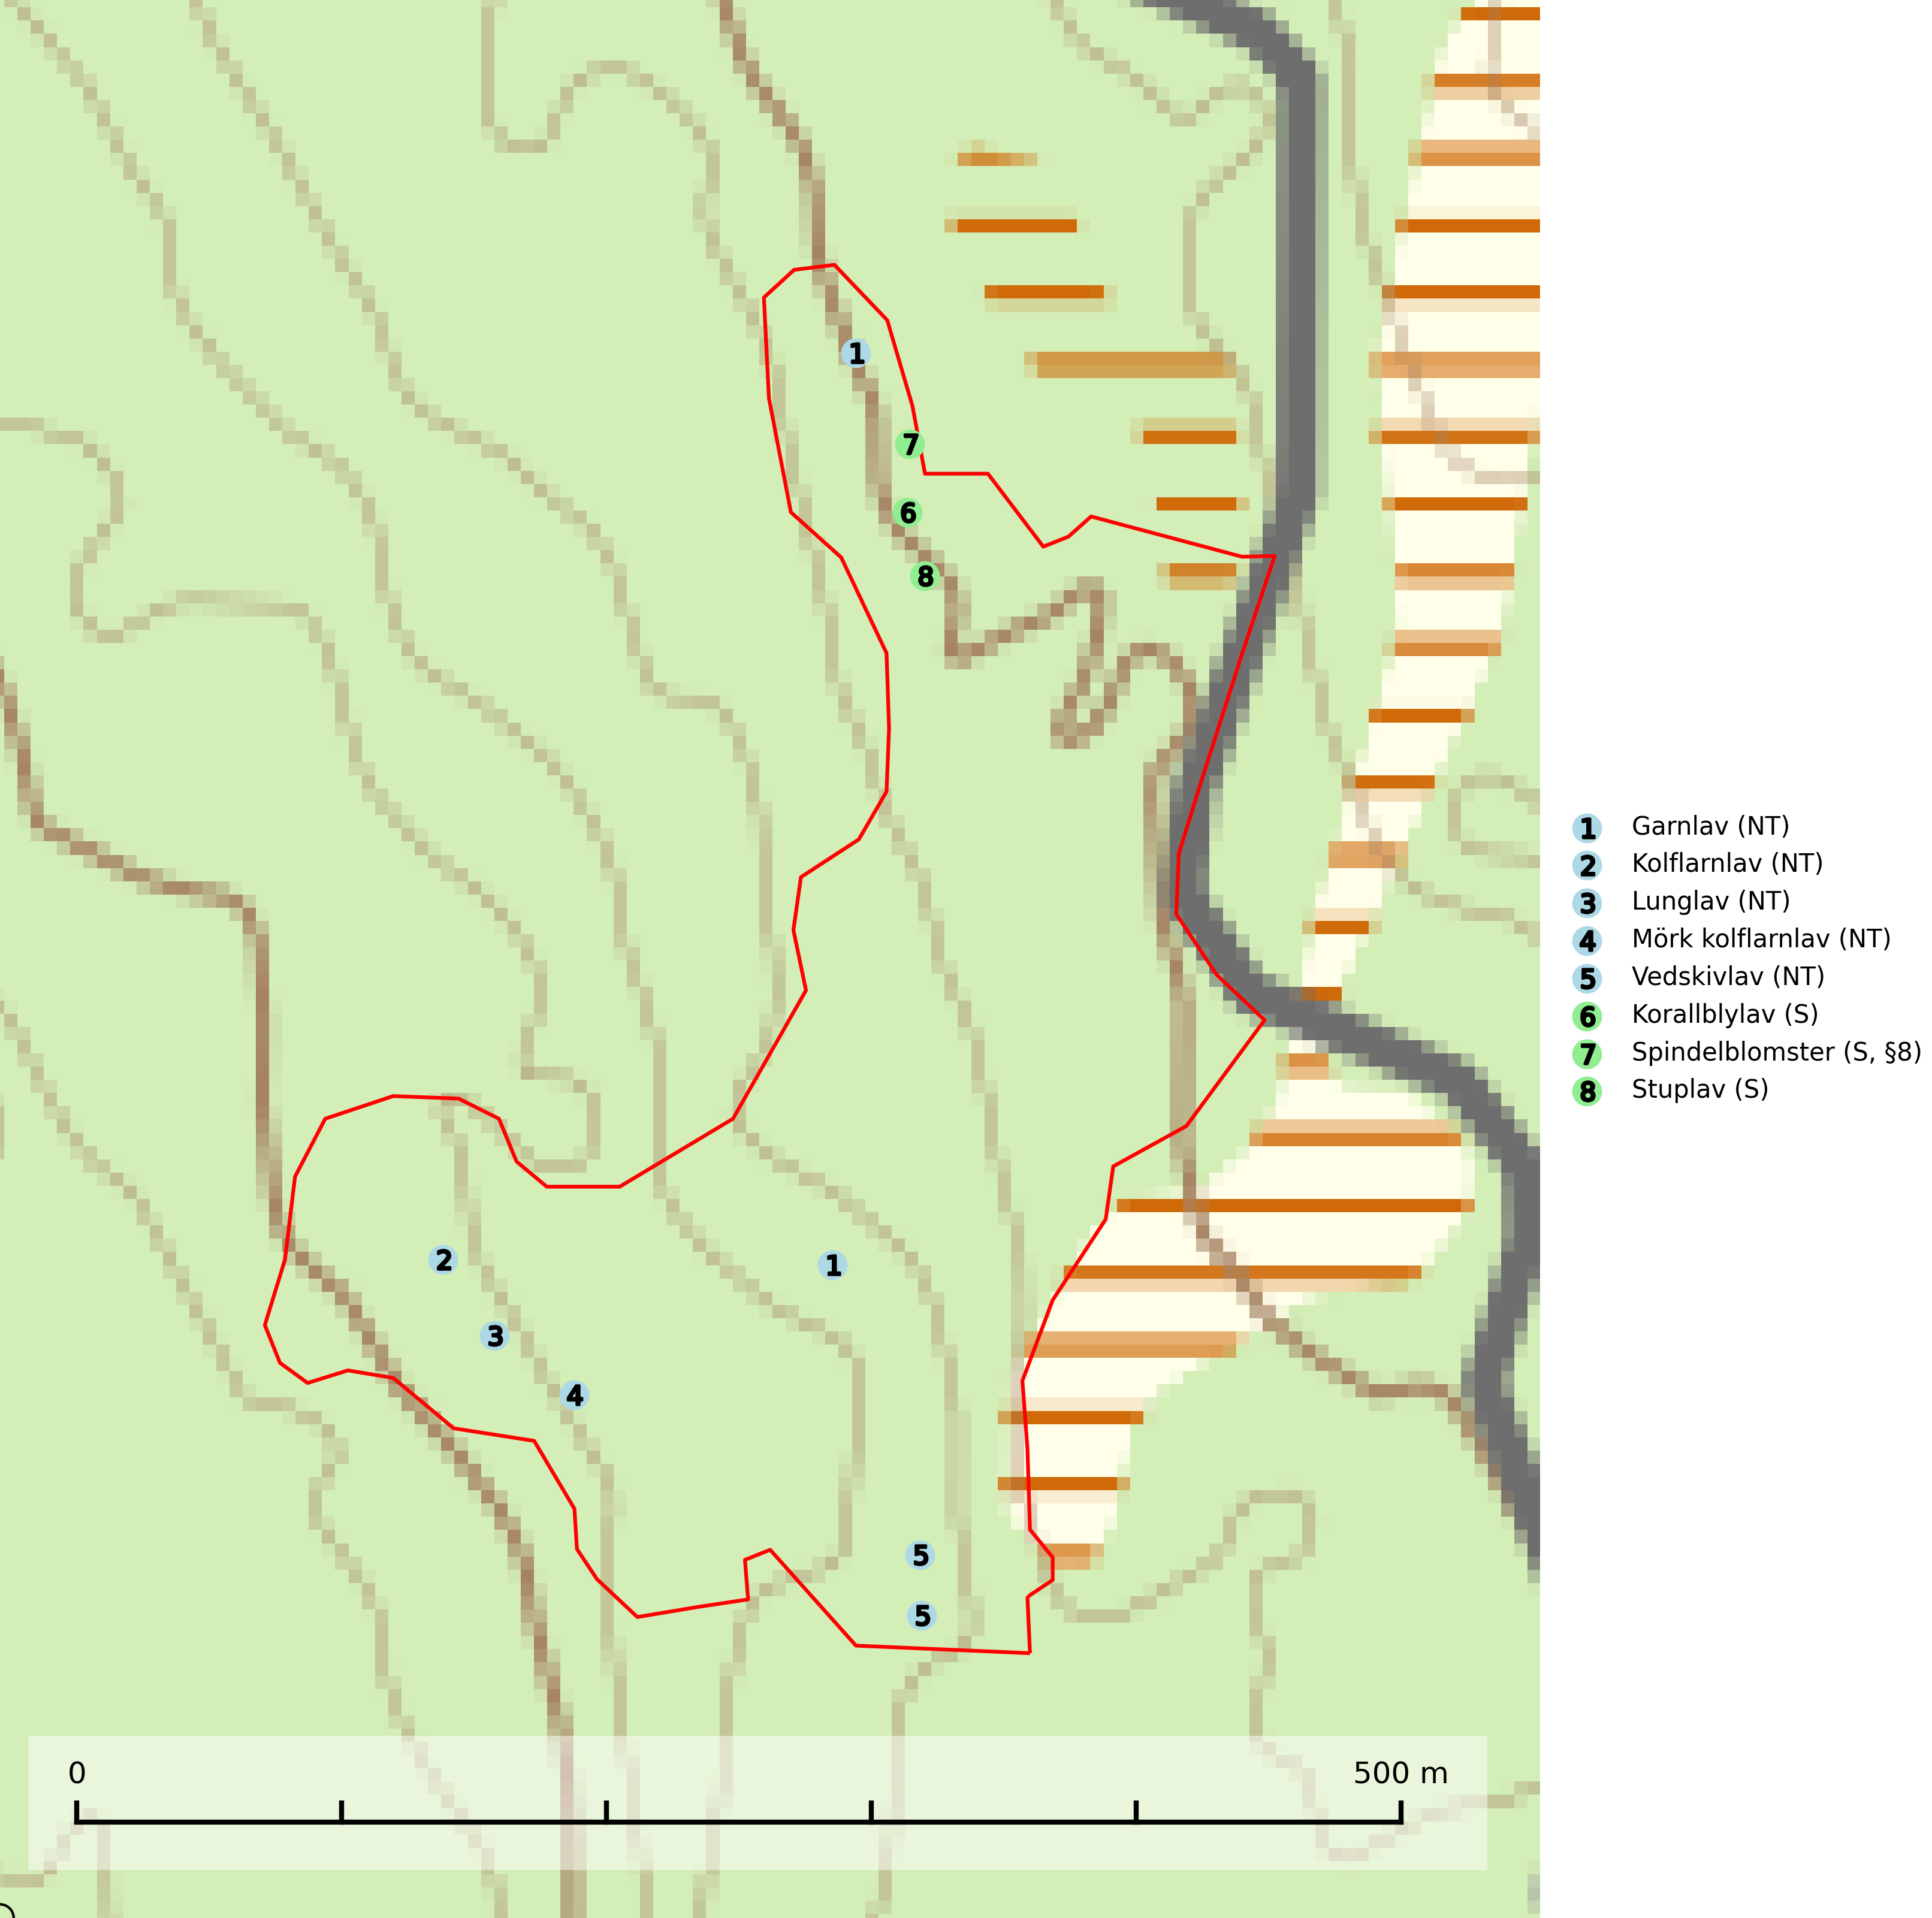 1
7
6
8
2
1
3
4
5
5
0 500 m
1 Garnlav (NT)
2 Kolflarnlav (NT)
3 Lunglav (NT)
4 Mörk kolflarnlav (NT)
5 Vedskivlav (NT)
6 Korallblylav (S)
7 Spindelblomster (S, §8)
8 Stuplav (S)